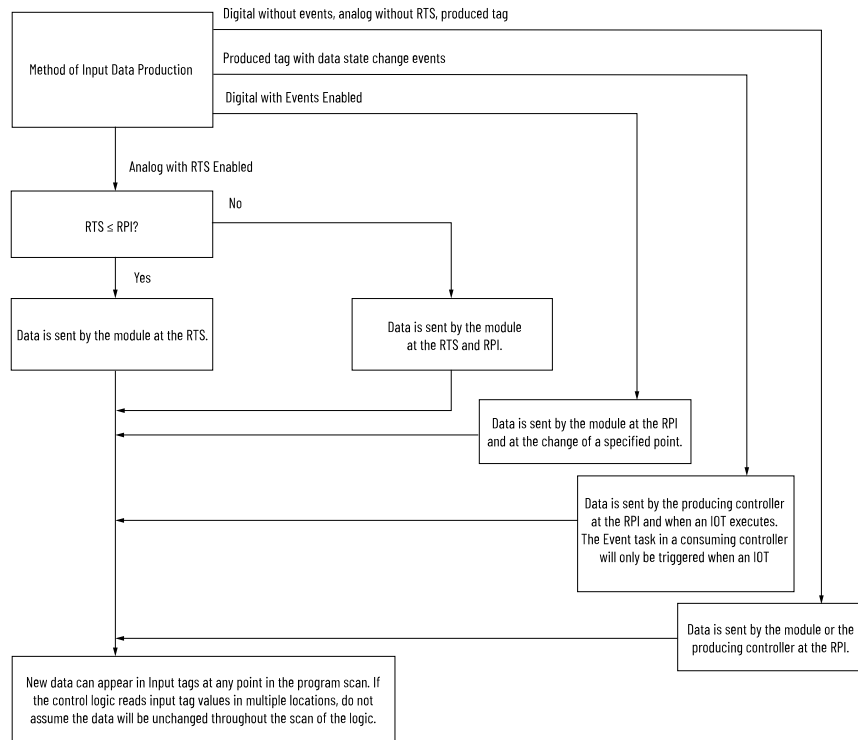 Digital without events, analog without RTS, produced tag
Method of Input Data Production
Produced tag with data state change events
Digital with Events Enabled
Analog with RTS Enabled
RTS ≤ RPI?
No
Yes
Data is sent by the module at the RTS.
Data is sent by the module
at the RTS and RPI.
Data is sent by the module at the RPI
and at the change of a specified point.
Data is sent by the producing controller
at the RPI and when an IOT executes.
The Event task in a consuming controller
will only be triggered when an IOT
Data is sent by the module or the
producing controller at the RPI.
New data can appear in Input tags at any point in the program scan. If
the control logic reads input tag values in multiple locations, do not
assume the data will be unchanged throughout the scan of the logic.